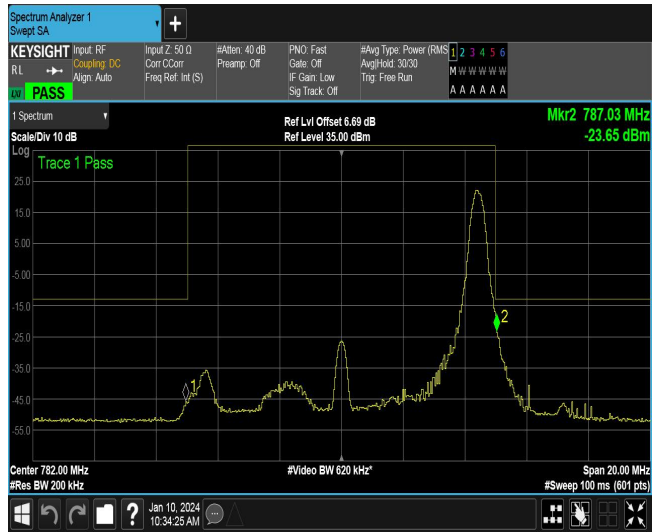 Spectrum Analyzer 1
Swept SA
+
KEYSIGHT Input: RF Input Z: 50 Ω #Atten: 40 dB PNO: Fast #Avg Type: Power (RMS 1 2 3 4 5 6
RL Coupling: DC Corr CCorr Preamp: Off Gate: Off Avg|Hold: 30/30 M W W W W W
Align: Auto Freq Ref: Int (S) IF Gain: Low Trig: Free Run
LXI PASS Sig Track: Off A A A A A A
1 Spectrum Ref Lvl Offset 6.69 dB Mkr2 787.03 MHz
Scale/Div 10 dB Ref Level 35.00 dBm -23.65 dBm
Log
Trace 1 Pass
25.0
15.0
5.00
-5.00
-15.0
2
-25.0
-35.0
1
-45.0
-55.0
Center 782.00 MHz #Video BW 620 kHz* Span 20.00 MHz
#Res BW 200 kHz #Sweep 100 ms (601 pts)
? Jan 10, 2024
10:34:25 AM